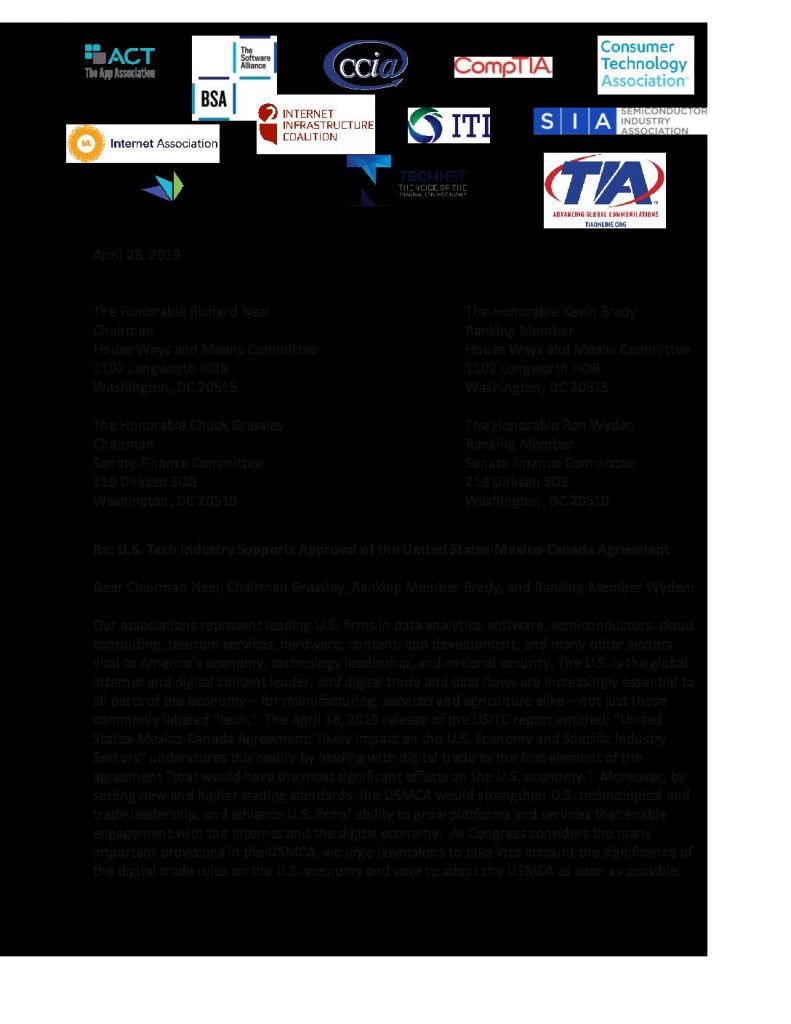 ACT
The App Association
The
Software
Alliance
BSA
ccia
CompTIA
Consumer
Technology
Association™
INTERNET
INFRASTRUCTURE
COALITION
ITI
SIA
SEMICONDUCTOR
INDUSTRY
ASSOCIATION
IA
Internet Association
TECHNET
THE VOICE OF THE
INNOVATION ECONOMY
TIA
ADVANCING GLOBAL COMMUNICATIONS
TIAONLINE.ORG
April 28, 2019
The Honorable Richard Neal
Chairman
House Ways and Means Committee
1102 Longworth HOB
Washington, DC 20515
The Honorable Kevin Brady
Ranking Member
House Ways and Means Committee
1102 Longworth HOB
Washington, DC 20515
The Honorable Chuck Grassley
Chairman
Senate Finance Committee
219 Dirksen SOB
Washington, DC 20510
The Honorable Ron Wyden
Ranking Member
Senate Finance Committee
219 Dirksen SOB
Washington, DC 20510
Re: U.S. Tech Industry Supports Approval of the United States-Mexico-Canada Agreement
Dear Chairman Neal, Chairman Grassley, Ranking Member Brady, and Ranking Member Wyden:
Our associations represent leading U.S. firms in data analytics, software, semiconductors, cloud
computing, telecom services, hardware, content, app development, and many other sectors
vital to America's economy, technology leadership, and national security. The U.S. is the global
internet and digital content leader, and digital trade and data flows are increasingly essential to
all parts of the economy – for manufacturing, services and agriculture alike – not just those
commonly labeled "tech." The April 18, 2019 release of the USITC report entitled: "United
States-Mexico-Canada Agreement: Likely Impact on the U.S. Economy and Specific Industry
Sectors" underscores this reality by leading with digital trade as the first element of the
agreement "that would have the most significant effects on the U.S. economy." Moreover, by
setting new and higher trading standards, the USMCA would strengthen U.S. technological and
trade leadership, and advance U.S. firms' ability to grow platforms and services that enable
engagement with the Internet and the digital economy. As Congress considers the many
important provisions in the USMCA, we urge lawmakers to take into account the significance of
the digital trade rules on the U.S. economy and vote to adopt the USMCA as soon as possible.